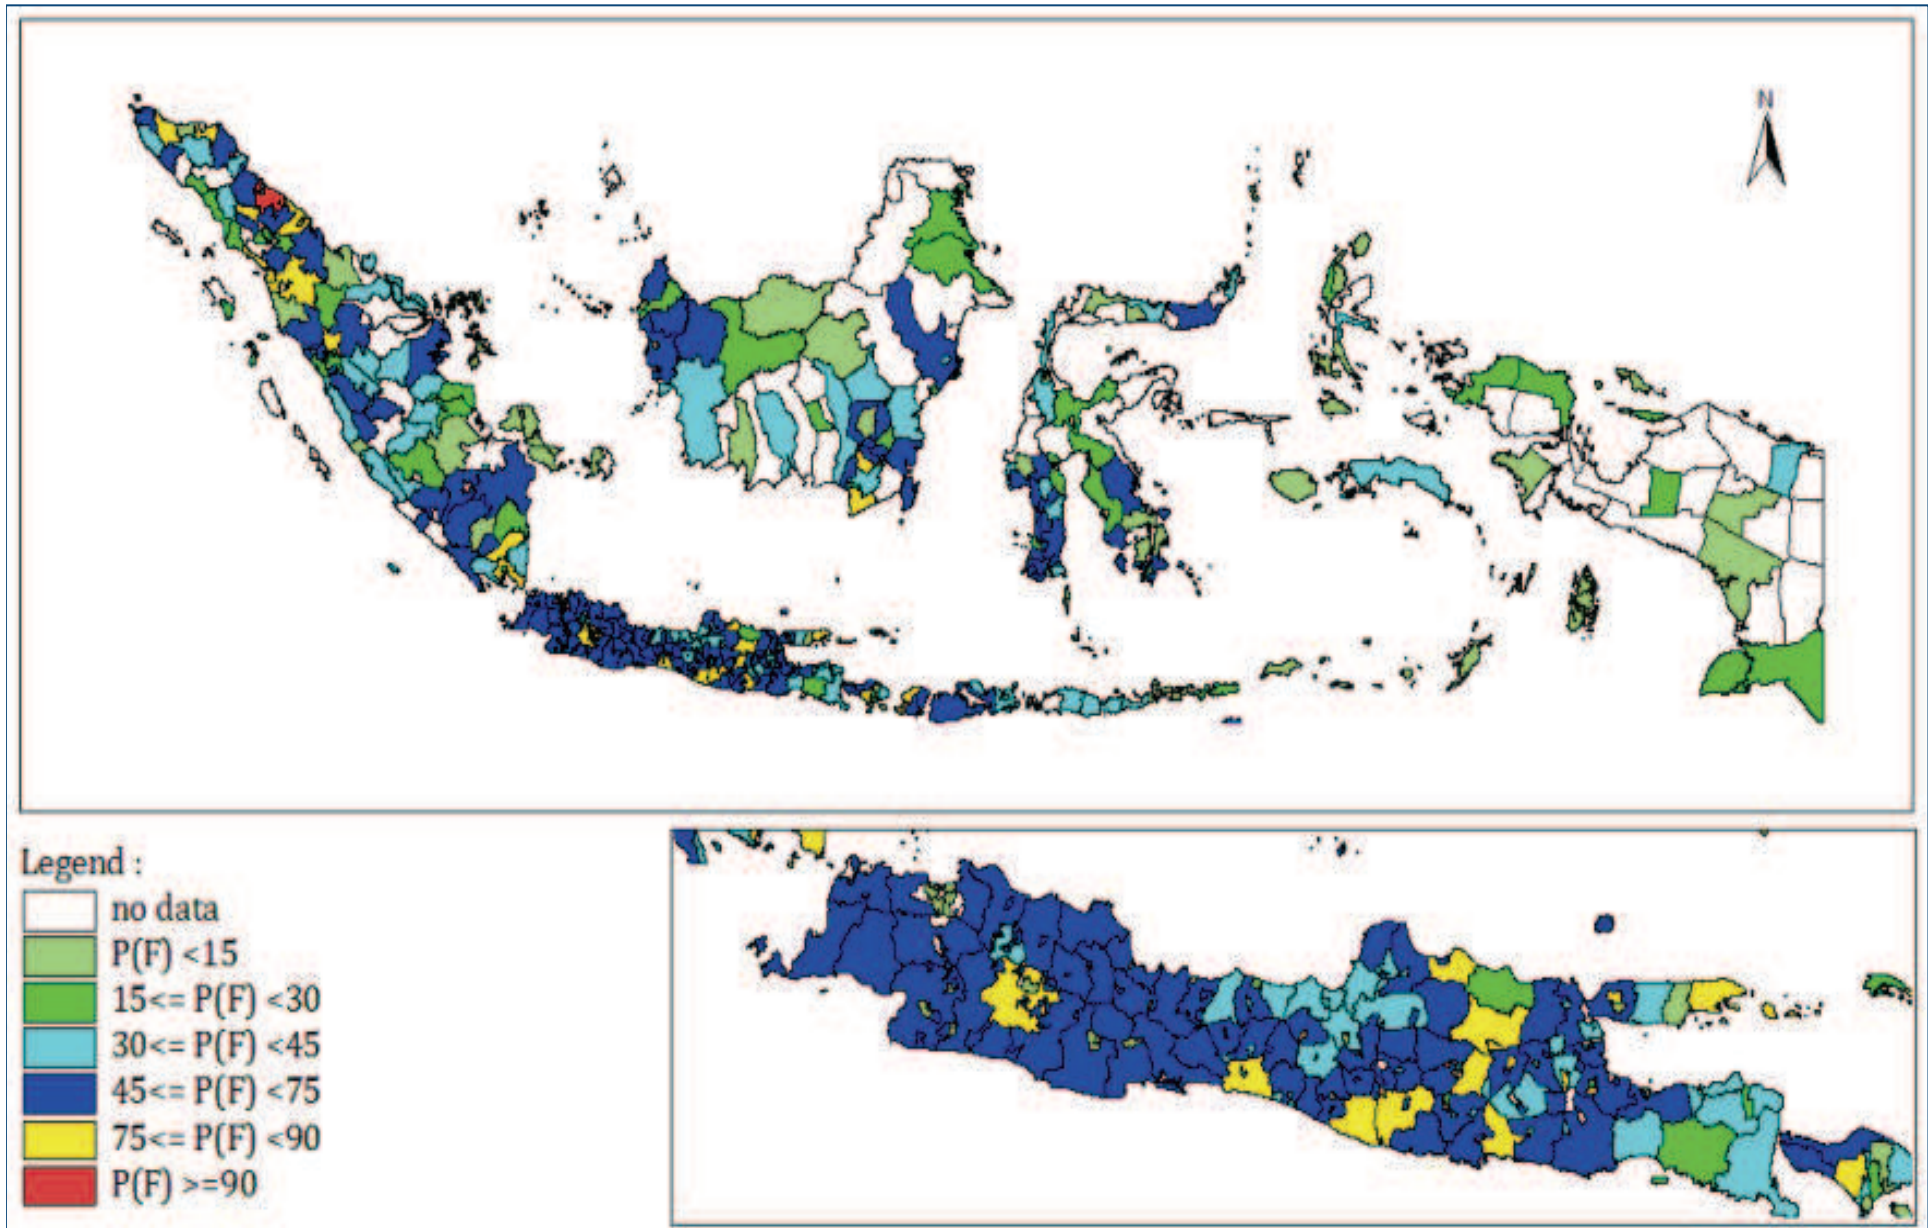 N
Legend :
no data
P(F) <15
15<= P(F) <30
30<= P(F) <45
45<= P(F) <75
75<= P(F) <90
P(F) >=90